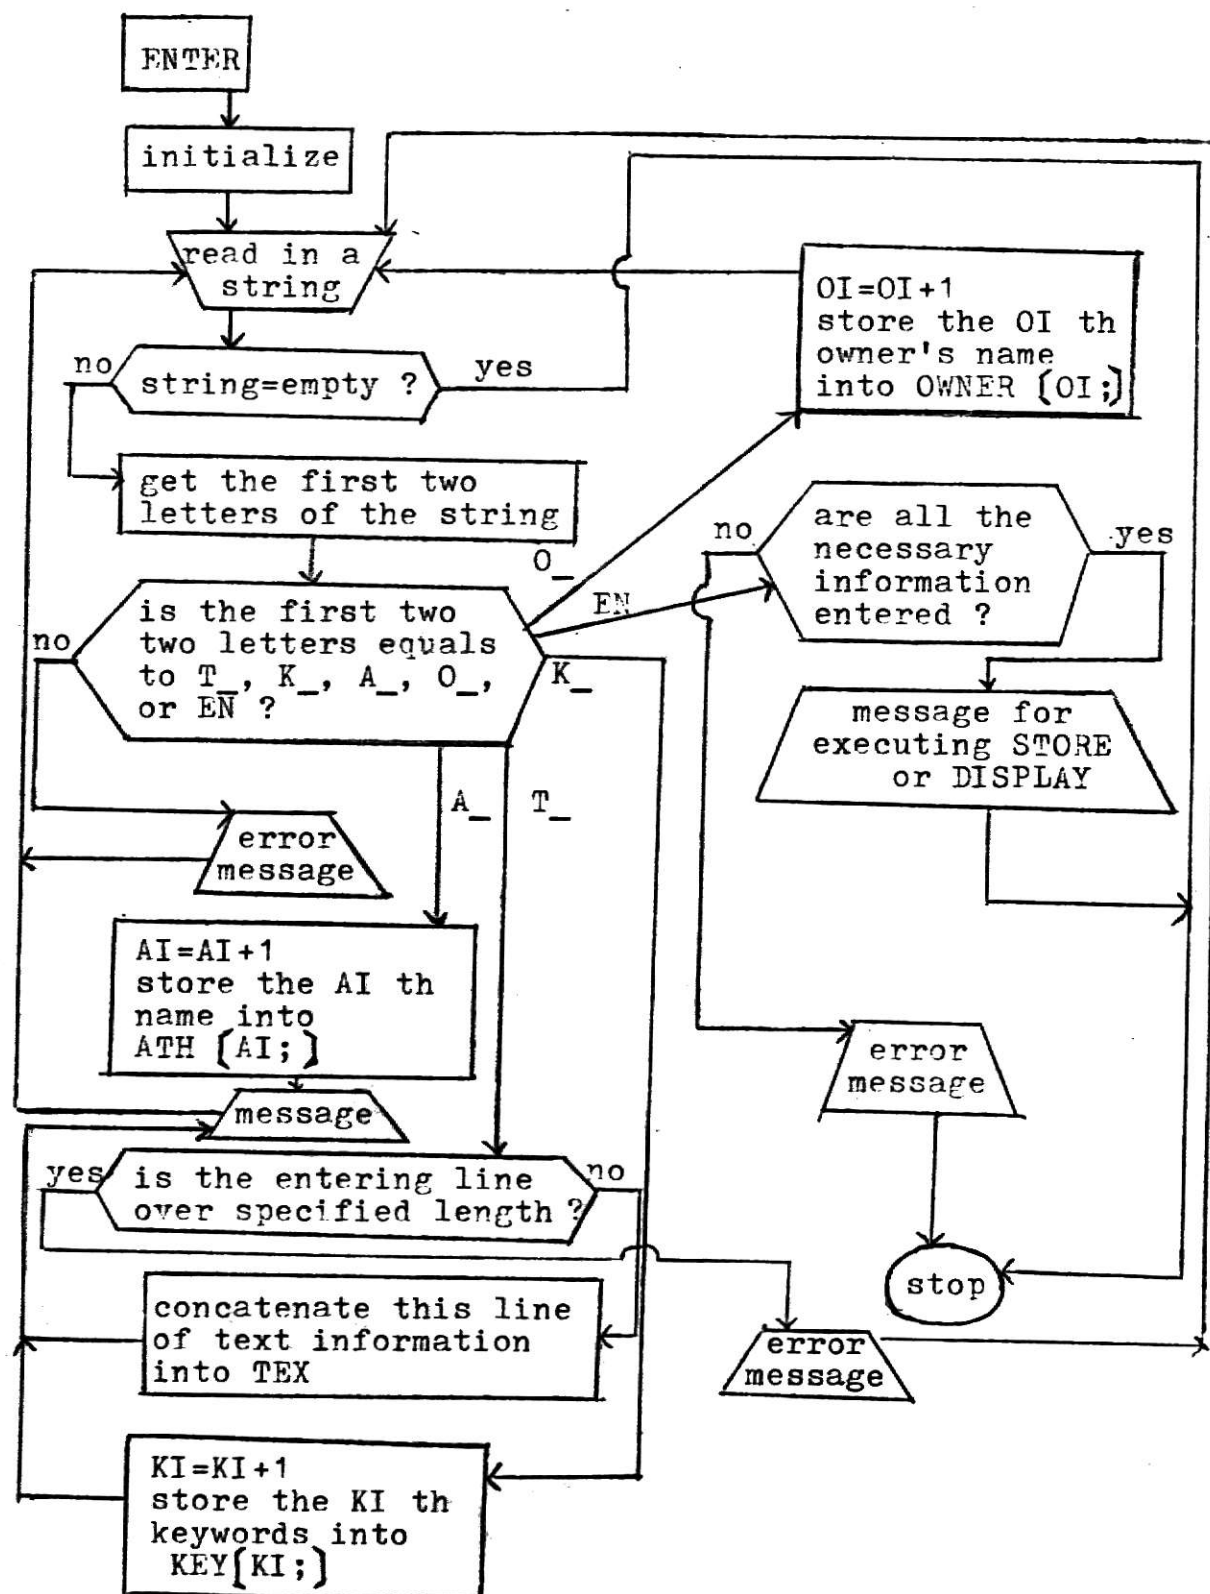 ENTER
initialize
read in a
string
no
string=empty ?
yes
OI=OI+1
store the OI th
owner's name
into OWNER [OI;]
get the first two
letters of the string
O_
EN
no
are all the
necessary
information
entered ?
yes
no
is the first two
two letters equals
to T_, K_, A_, O_,
or EN ?
K_
message for
executing STORE
or DISPLAY
A_
T_
error
message
AI=AI+1
store the AI th
name into
ATH [AI;]
error
message
message
yes
is the entering line
over specified length ?
no
stop
concatenate this line
of text information
into TEX
error
message
KI=KI+1
store the KI th
keywords into
KEY[KI;]